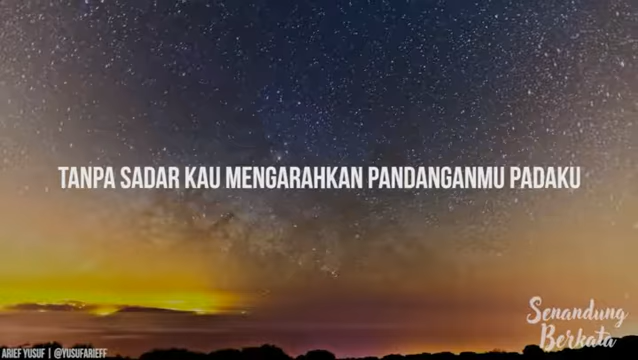 TANPA SADAR KAU MENGARAHKAN PANDANGANMU PADAKU
Senandung
Berkata
ARIEF YUSUF | @YUSUFARIEFF